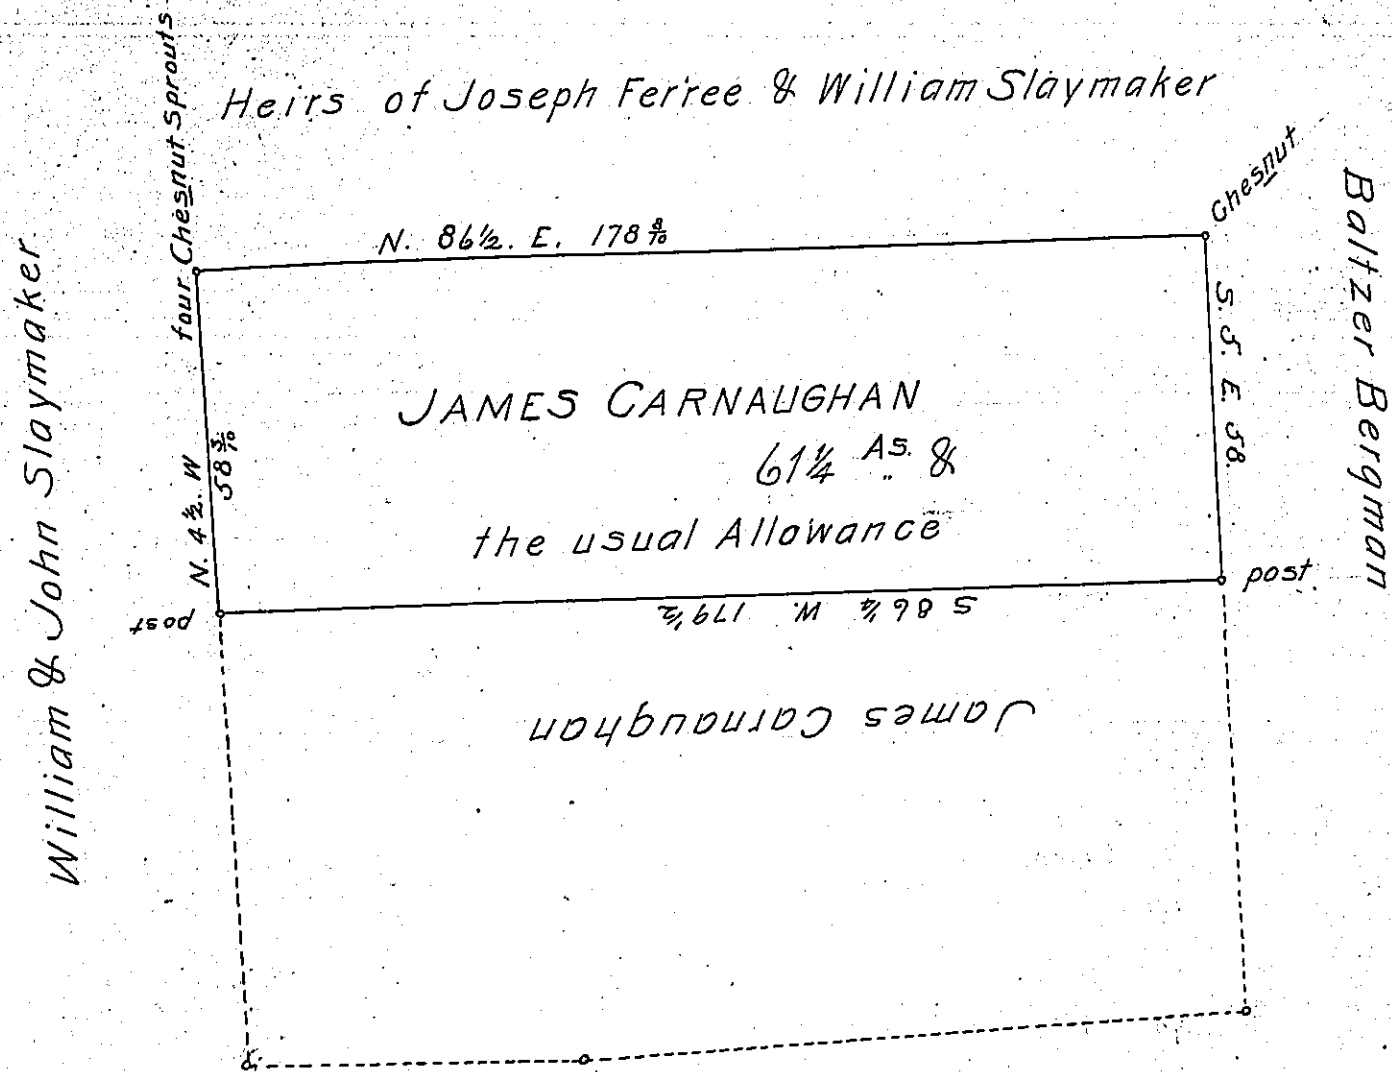 four Chesnut Sprouts
Heirs of Joseph Ferree & William Slaymaker
Chesnut
Baltzer Bergman
William & John Slaymaker
N. 86½. E. 178 8/10
S. 5. E 58.
JAMES CARNAUGHAN
61¼ As. &
the usual Allowance
N. 4½. W
58 3/10
post
post
S 86¼ W. 179½
James Carnaughan